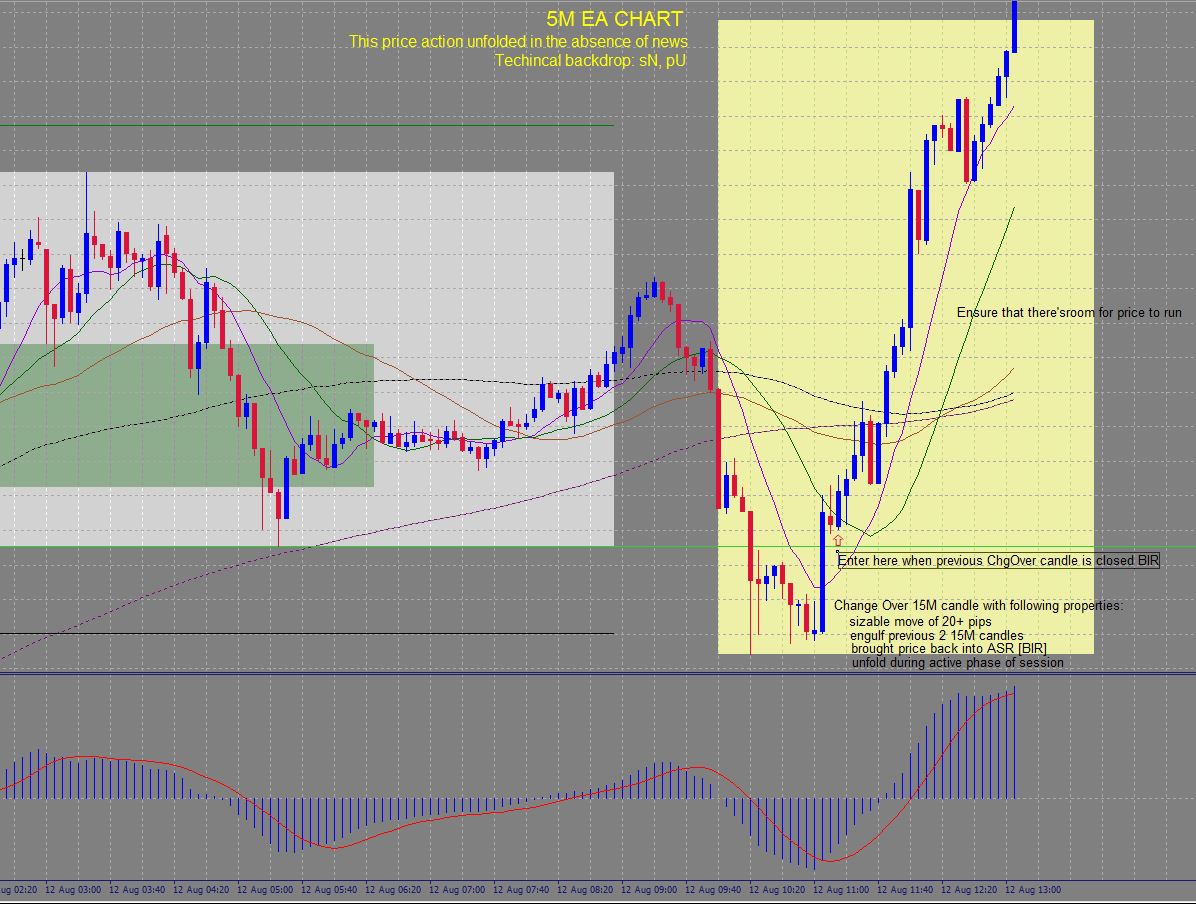 5M EA CHART
This price action unfolded in the absence of news
Techincal backdrop: sN, pU
Ensure that there'sroom for price to run
Enter here when previous ChgOver candle is closed BIR
Change Over 15M candle with following properties:
sizable move of 20+ pips
engulf previous 2 15M candles
brought price back into ASR [BIR]
unfold during active phase of session
ug 02:20 12 Aug 03:00 12 Aug 03:40 12 Aug 04:20 12 Aug 05:00 12 Aug 05:40 12 Aug 06:20 12 Aug 07:00 12 Aug 07:40 12 Aug 08:20 12 Aug 09:00 12 Aug 09:40 12 Aug 10:20 12 Aug 11:00 12 Aug 11:40 12 Aug 12:20 12 Aug 13:00